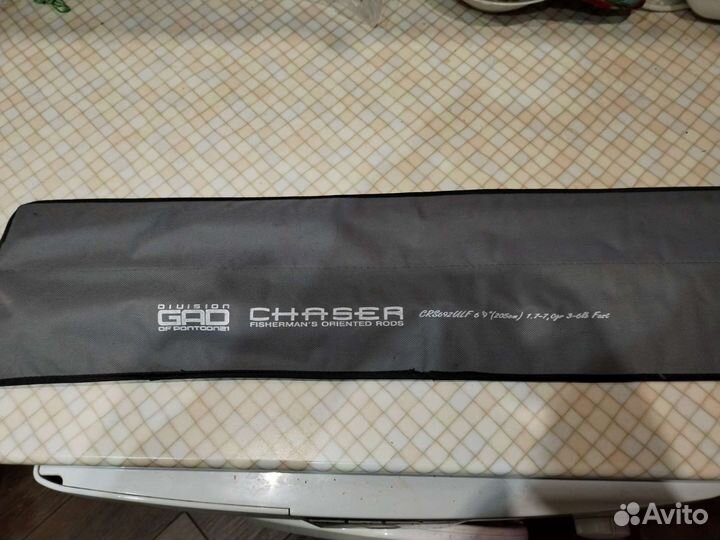 DIVISION
GAD
OF PONTOON21
CHASER
FISHERMAN'S ORIENTED RODS
CRS692ULF 6'9" (205cm) 1,7-7,0gr 3-6lb Fast
Avito